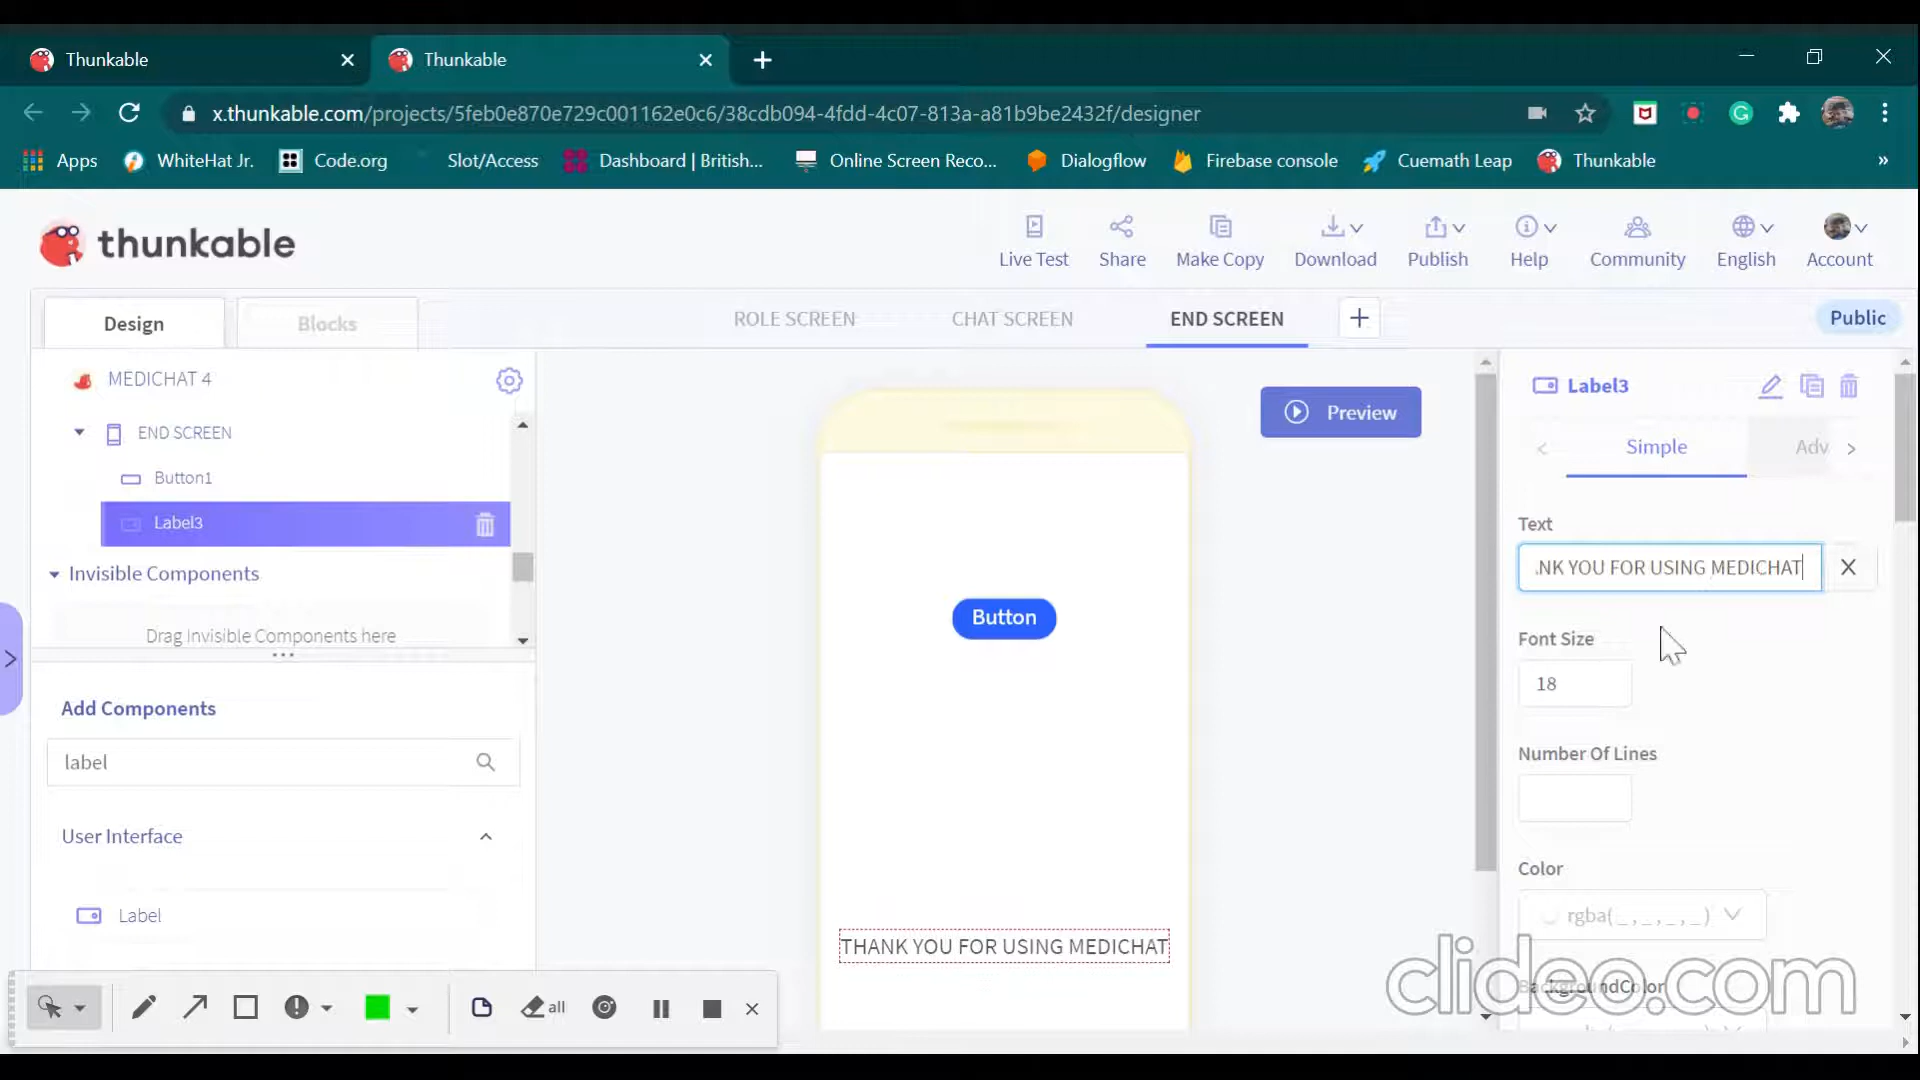 Thunkable
Thunkable
x.thunkable.com/projects/5feb0e870e729c001162e0c6/38cdb094-4fdd-4c07-813a-a81b9be2432f/designer
Apps WhiteHat Jr. Code.org Slot/Access Dashboard | British... Online Screen Reco... Dialogflow Firebase console Cuemath Leap Thunkable »
thunkable
Live Test Share Make Copy Download Publish Help Community English Account
Design Blocks ROLE SCREEN CHAT SCREEN END SCREEN Public
MEDICHAT 4
END SCREEN
Button1
Label3
Invisible Components
Drag Invisible Components here
Add Components
label
User Interface
Label
Preview
Button
THANK YOU FOR USING MEDICHAT
Label3
Simple Adv
Text
NK YOU FOR USING MEDICHAT
Font Size
18
Number Of Lines
Color
rgba(_,_,_,_)
BackgroundColor
clideo.com
all